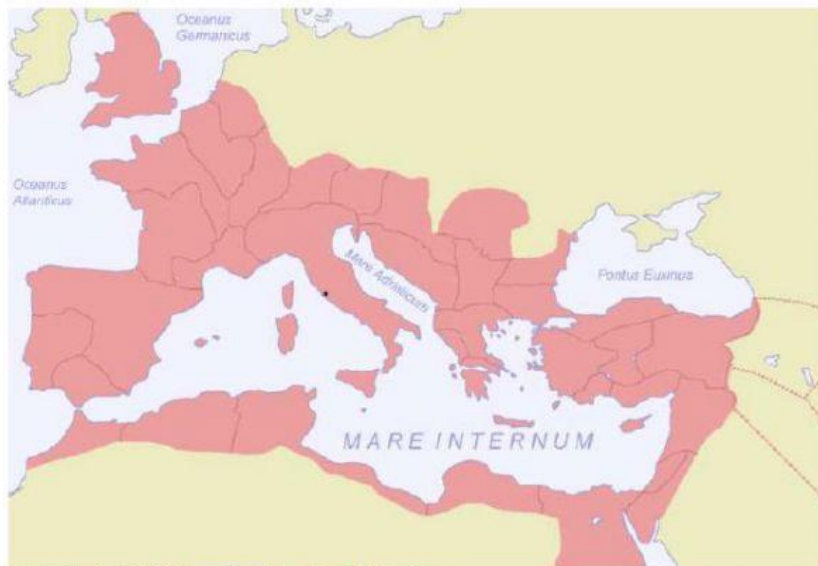 Oceanus
Germanicus
Oceanus
Atlanticus
Mare Adriaticum
Pontus Euxinus
MARE INTERNUM